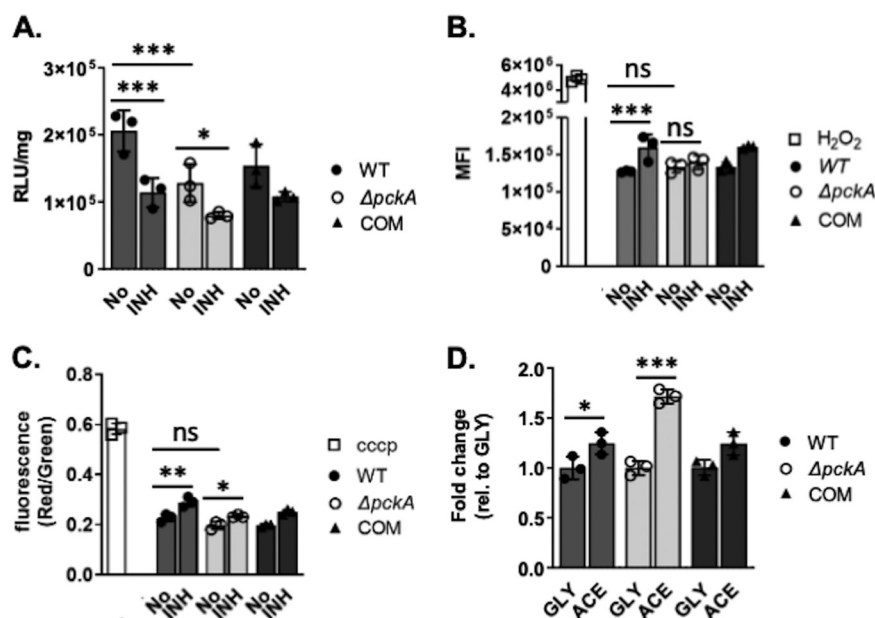 A.
***
***
*
3×10⁵
2×10⁵
1×10⁵
0
RLU/mg
No INH No INH No INH
WT
ΔpckA
COM
B.
ns
***
ns
6×10⁶
4×10⁶
2×10⁵
1×10⁵
1×10⁵
5×10⁴
0
MFI
No INH No INH No INH
H₂O₂
WT
ΔpckA
COM
C.
ns
**
*
0.8
0.6
0.4
0.2
0.0
fluorescence
(Red/Green)
No INH No INH No INH
cccp
WT
ΔpckA
COM
D.
*
***
2.0
1.5
1.0
0.5
0.0
Fold change
(rel. to GLY)
GLY ACE GLY ACE GLY ACE
WT
ΔpckA
COM